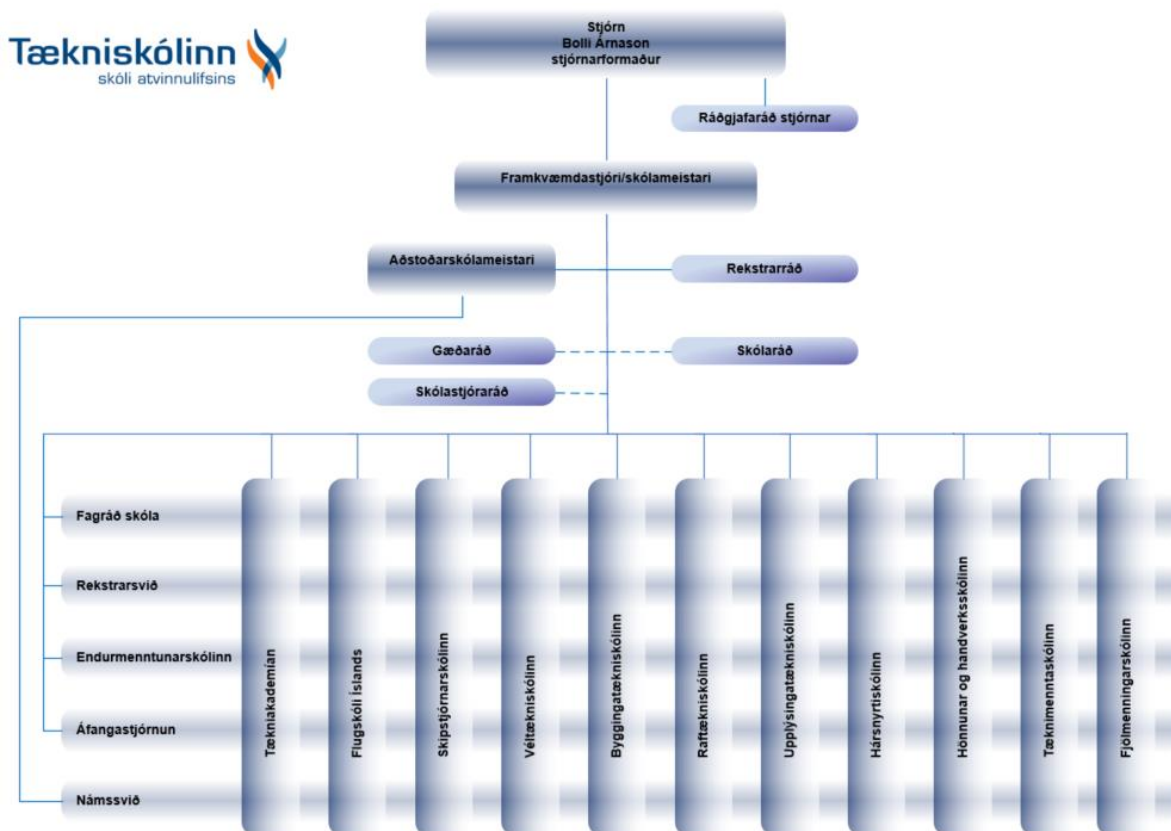 Tækniskólinn
skóli atvinnulífsins
Stjórn
Bolli Árnason
stjórnarformaður
Ráðgjafaráð stjórnar
Framkvæmdastjóri/skólameistari
Aðstoðarskólameistari
Rekstrarráð
Gæðaráð
Skólaráð
Skólastjóraráð
Fagráð skóla
Rekstrarsvið
Endurmenntunarskólinn
Áfangastjórnun
Námssvið
Tækniakademían
Flugskóli Íslands
Skipstjórnarskólinn
Véltækniskólinn
Byggingatækniskólinn
Raftækniskólinn
Upplýsingatækniskólinn
Hársnyrtiskólinn
Hönnunar og handverksskólinn
Tæknimenntaskólinn
Fjölmenningarskólinn